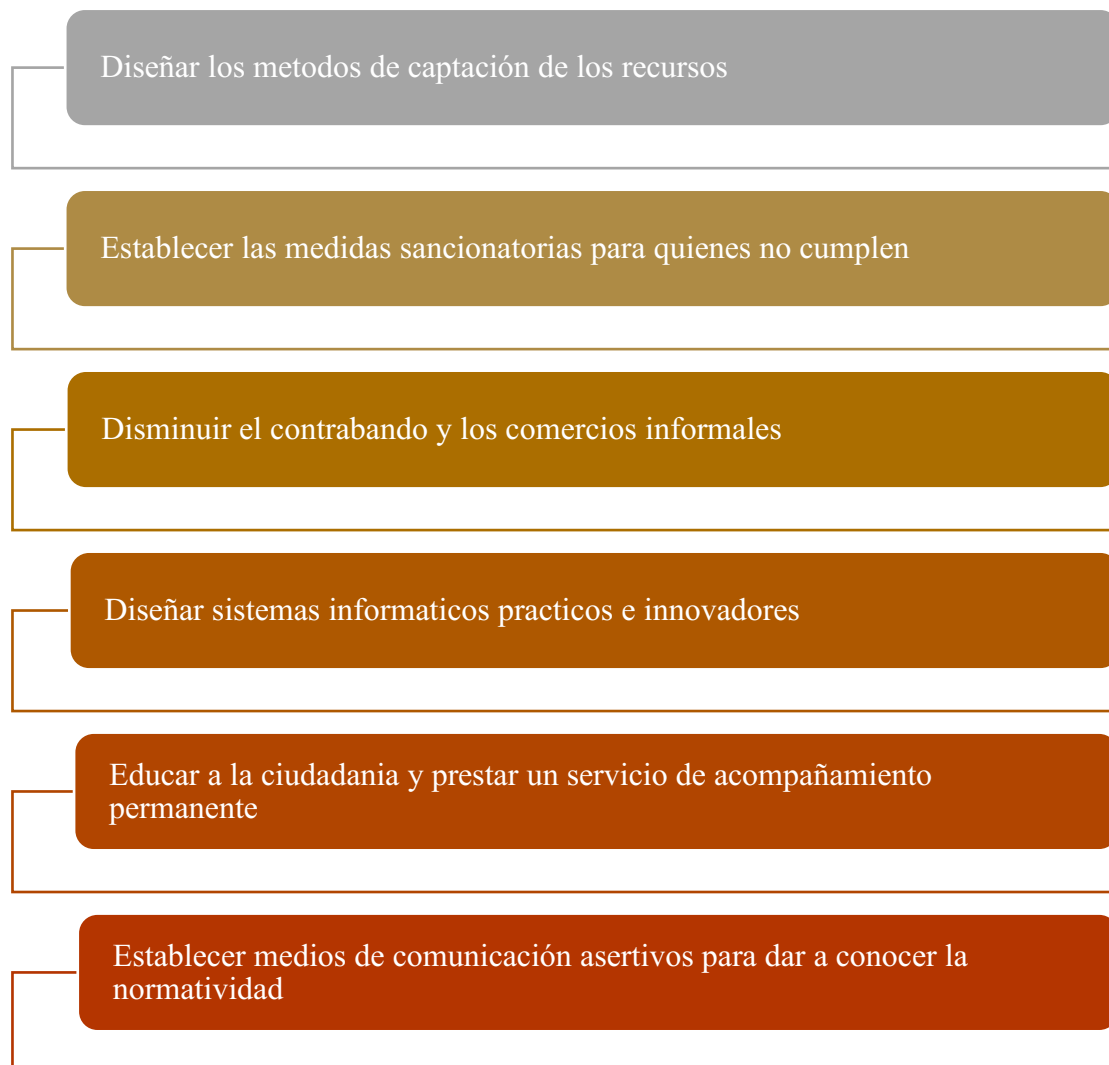 Diseñar los metodos de captación de los recursos
Establecer las medidas sancionatorias para quienes no cumplen
Disminuir el contrabando y los comercios informales
Diseñar sistemas informaticos practicos e innovadores
Educar a la ciudadania y prestar un servicio de acompañamiento
permanente
Establecer medios de comunicación asertivos para dar a conocer la
normatividad